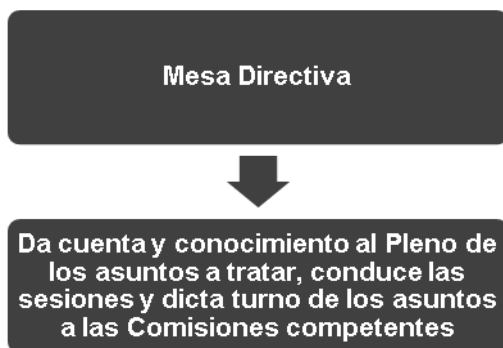 Mesa Directiva
Da cuenta y conocimiento al Pleno de
los asuntos a tratar, conduce las
sesiones y dicta turno de los asuntos
a las Comisiones competentes